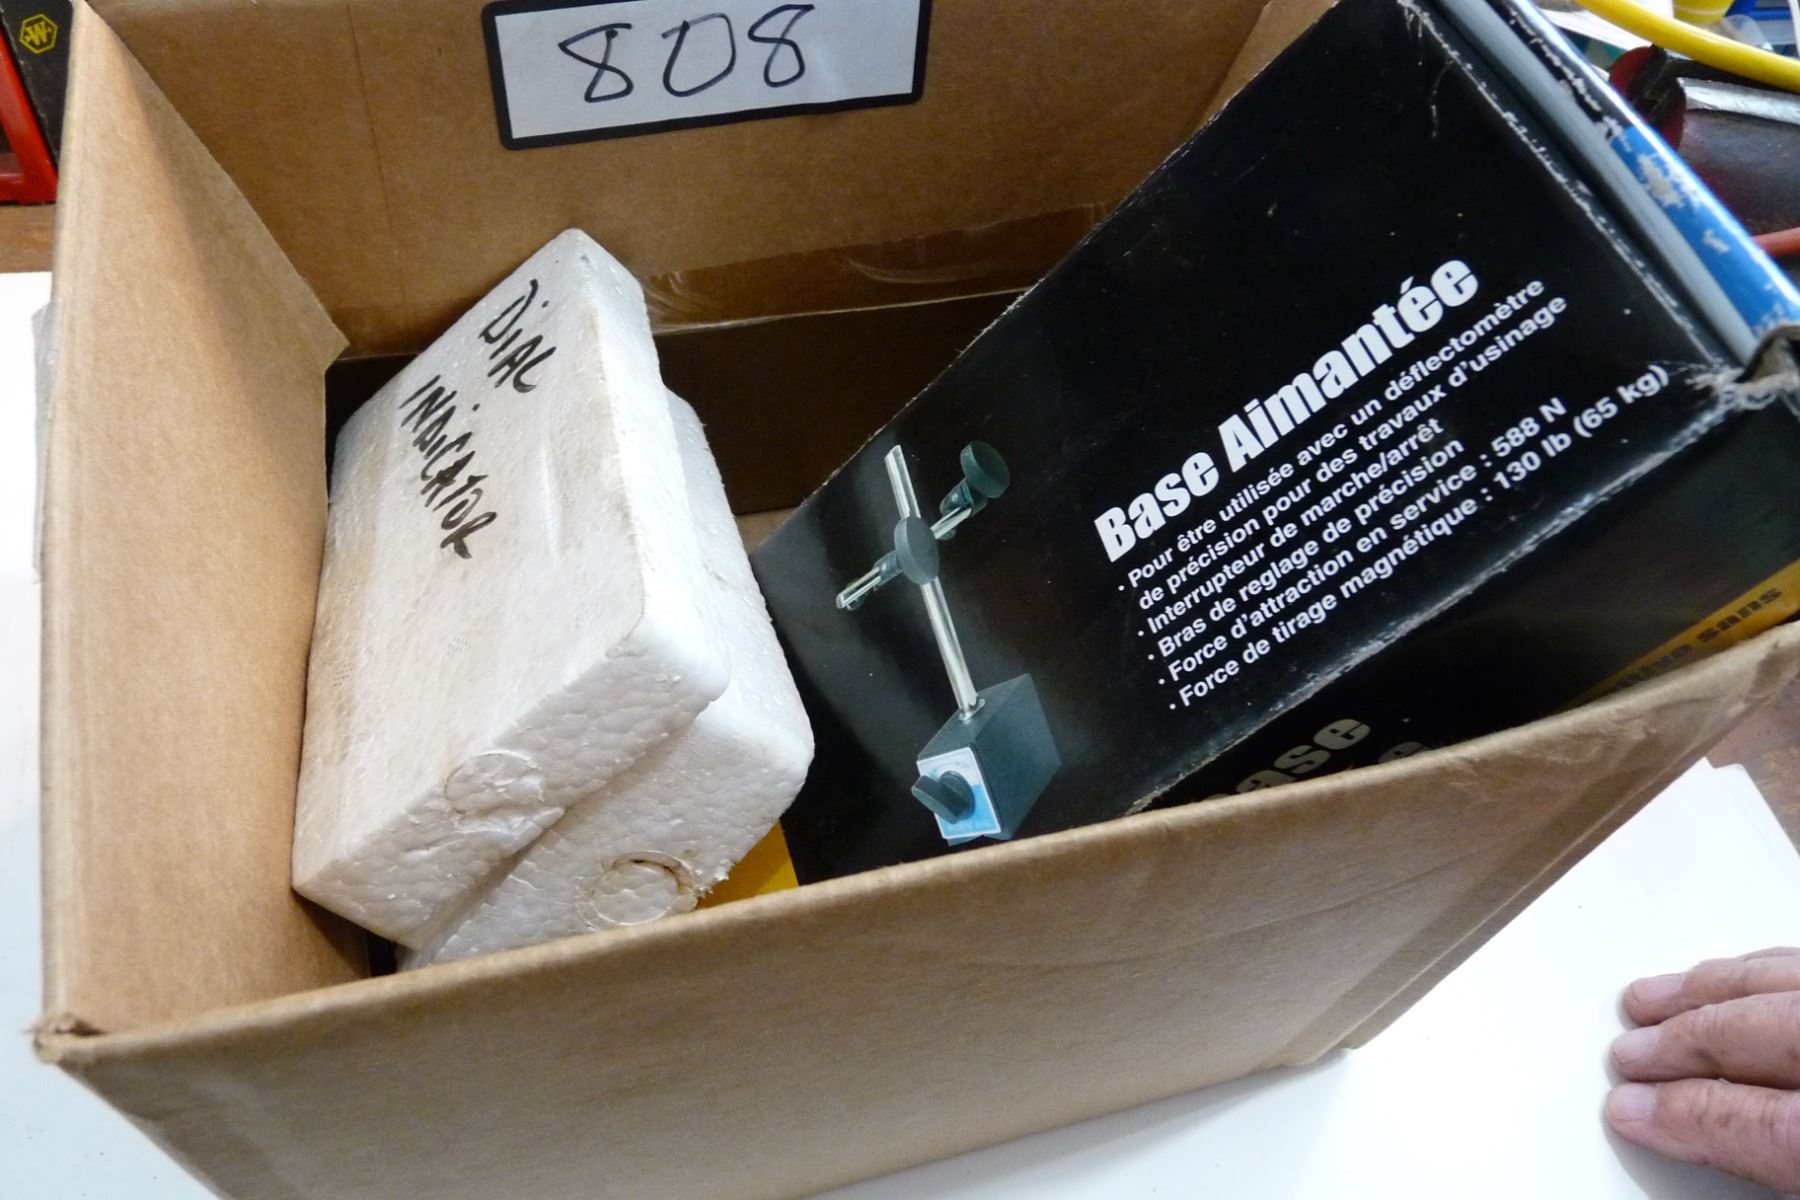 808
DIAL
INDICATOR
Base Aimantée
• Pour être utilisée avec un déflectomètre
de précision pour des travaux d'usinage
• Interrupteur de marche/arrêt
• Bras de reglage de précision
• Force d'attraction en service : 588 N
• Force de tirage magnétique : 130 lb (65 kg)
Base
sans
W